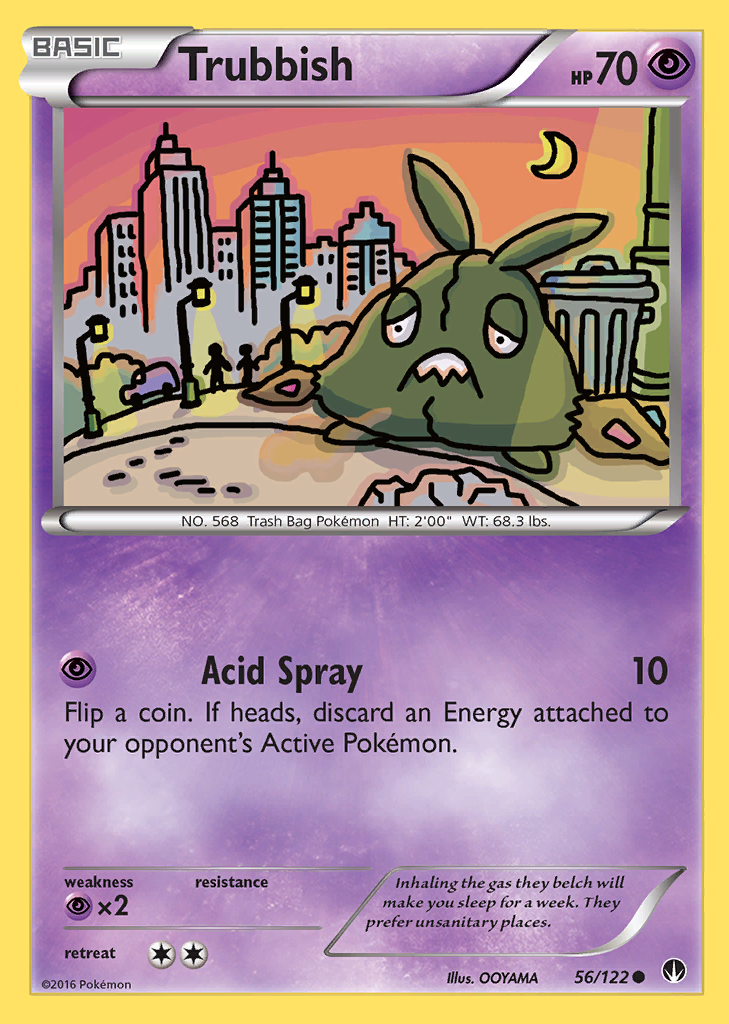 BASIC
Trubbish
HP70
NO. 568 Trash Bag Pokémon HT: 2'00" WT: 68.3 lbs.
Acid Spray 10
Flip a coin. If heads, discard an Energy attached to
your opponent's Active Pokémon.
weakness
resistance
×2
retreat
Inhaling the gas they belch will
make you sleep for a week. They
prefer unsanitary places.
©2016 Pokémon
Illus. OOYAMA
56/122